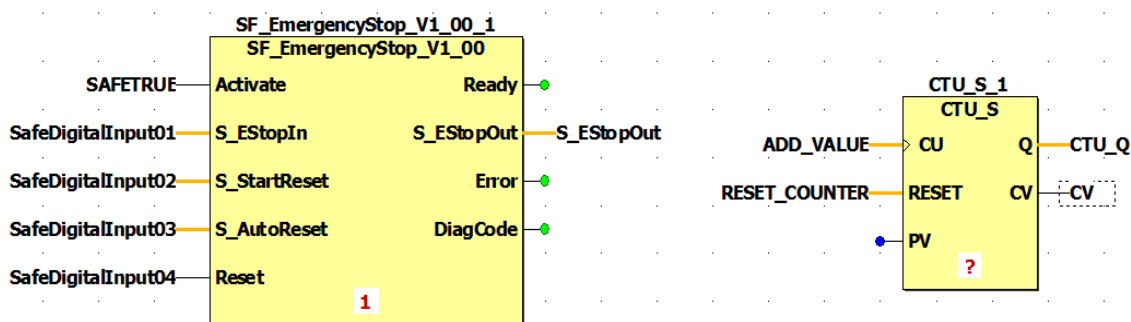 SF_EmergencyStop_V1_00_1
SF_EmergencyStop_V1_00
SAFETRUE Activate Ready
SafeDigitalInput01 S_EStopIn S_EStopOut S_EStopOut
SafeDigitalInput02 S_StartReset Error
SafeDigitalInput03 S_AutoReset DiagCode
SafeDigitalInput04 Reset
1
CTU_S_1
CTU_S
ADD_VALUE CU Q CTU_Q
RESET_COUNTER RESET CV CV
PV
?